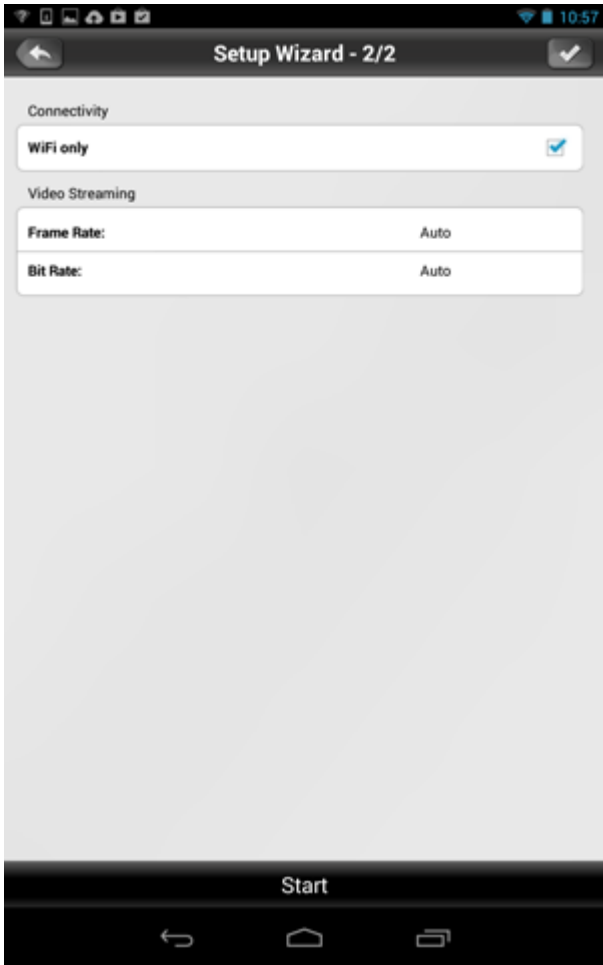 10:57
Setup Wizard - 2/2
Connectivity
WiFi only
Video Streaming
Frame Rate: Auto
Bit Rate: Auto
Start